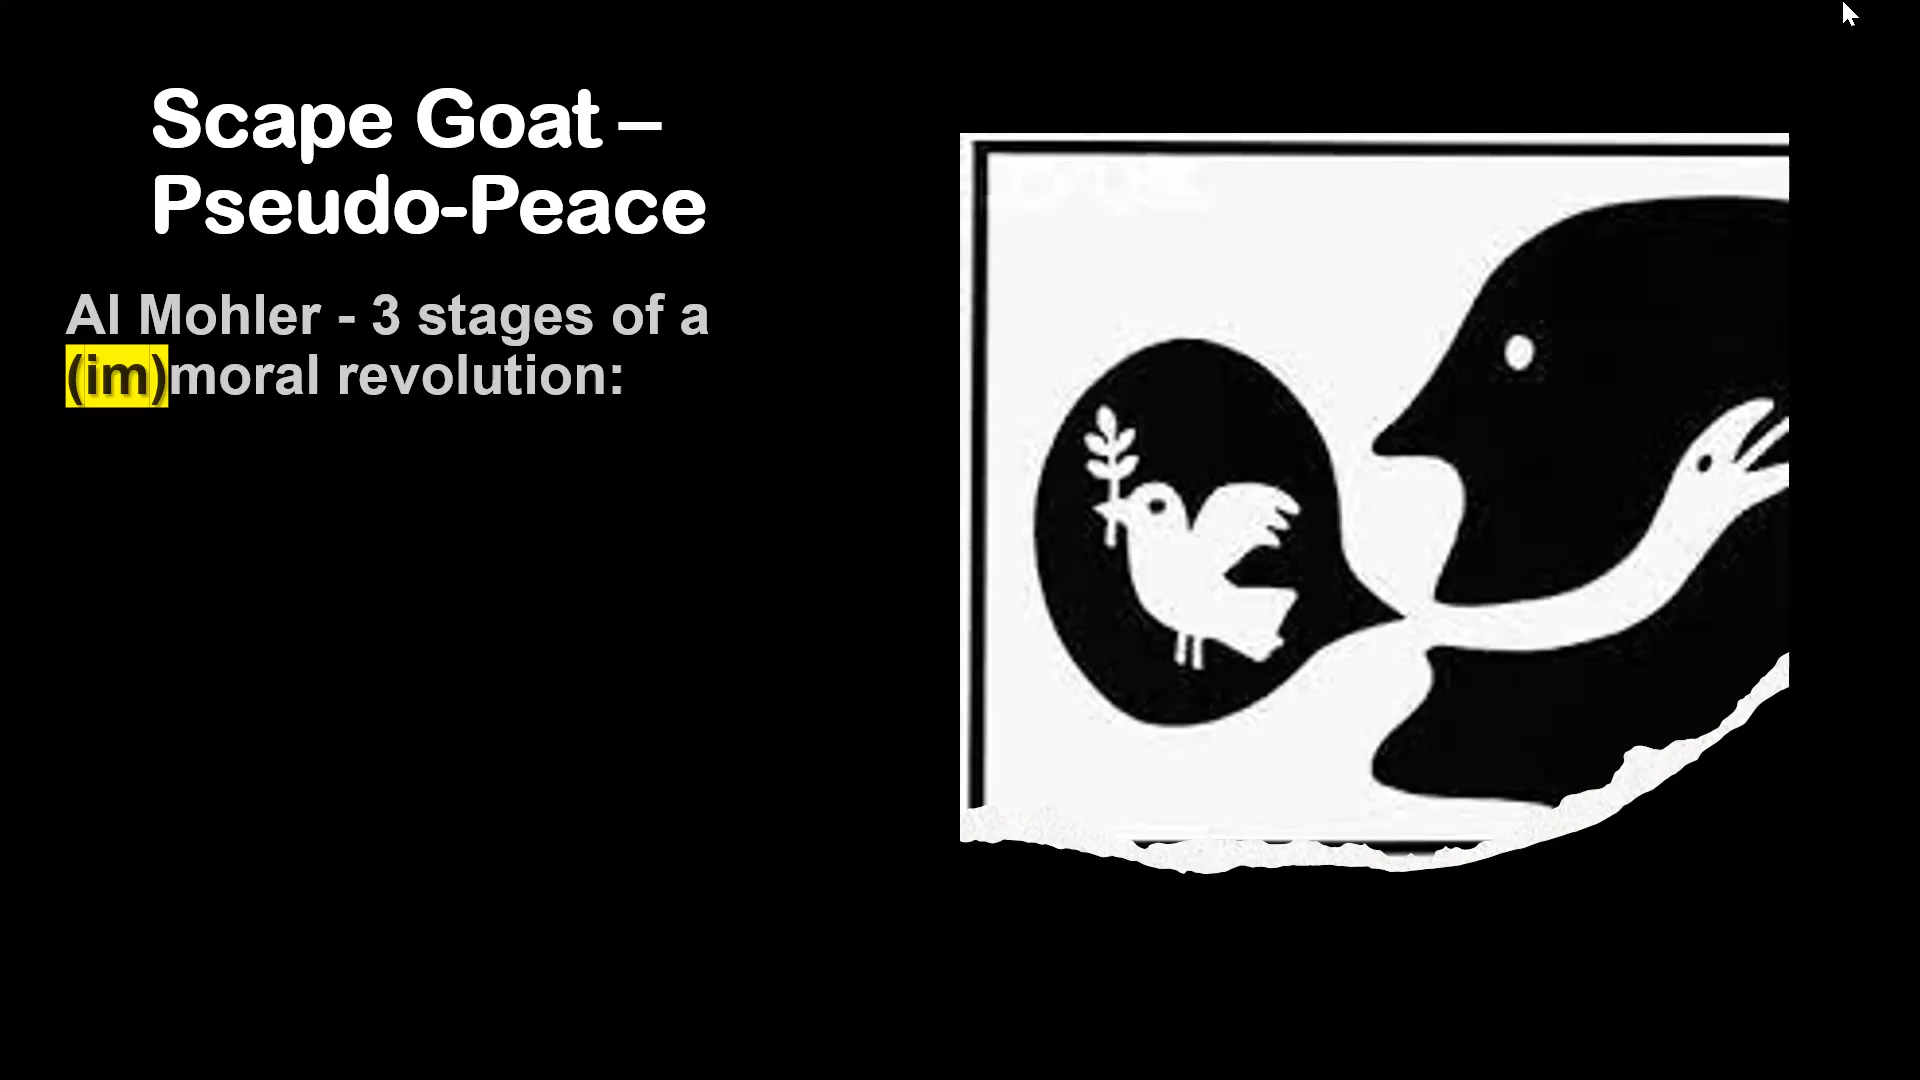 Scape Goat –
Pseudo-Peace
Al Mohler - 3 stages of a
(im)moral revolution: